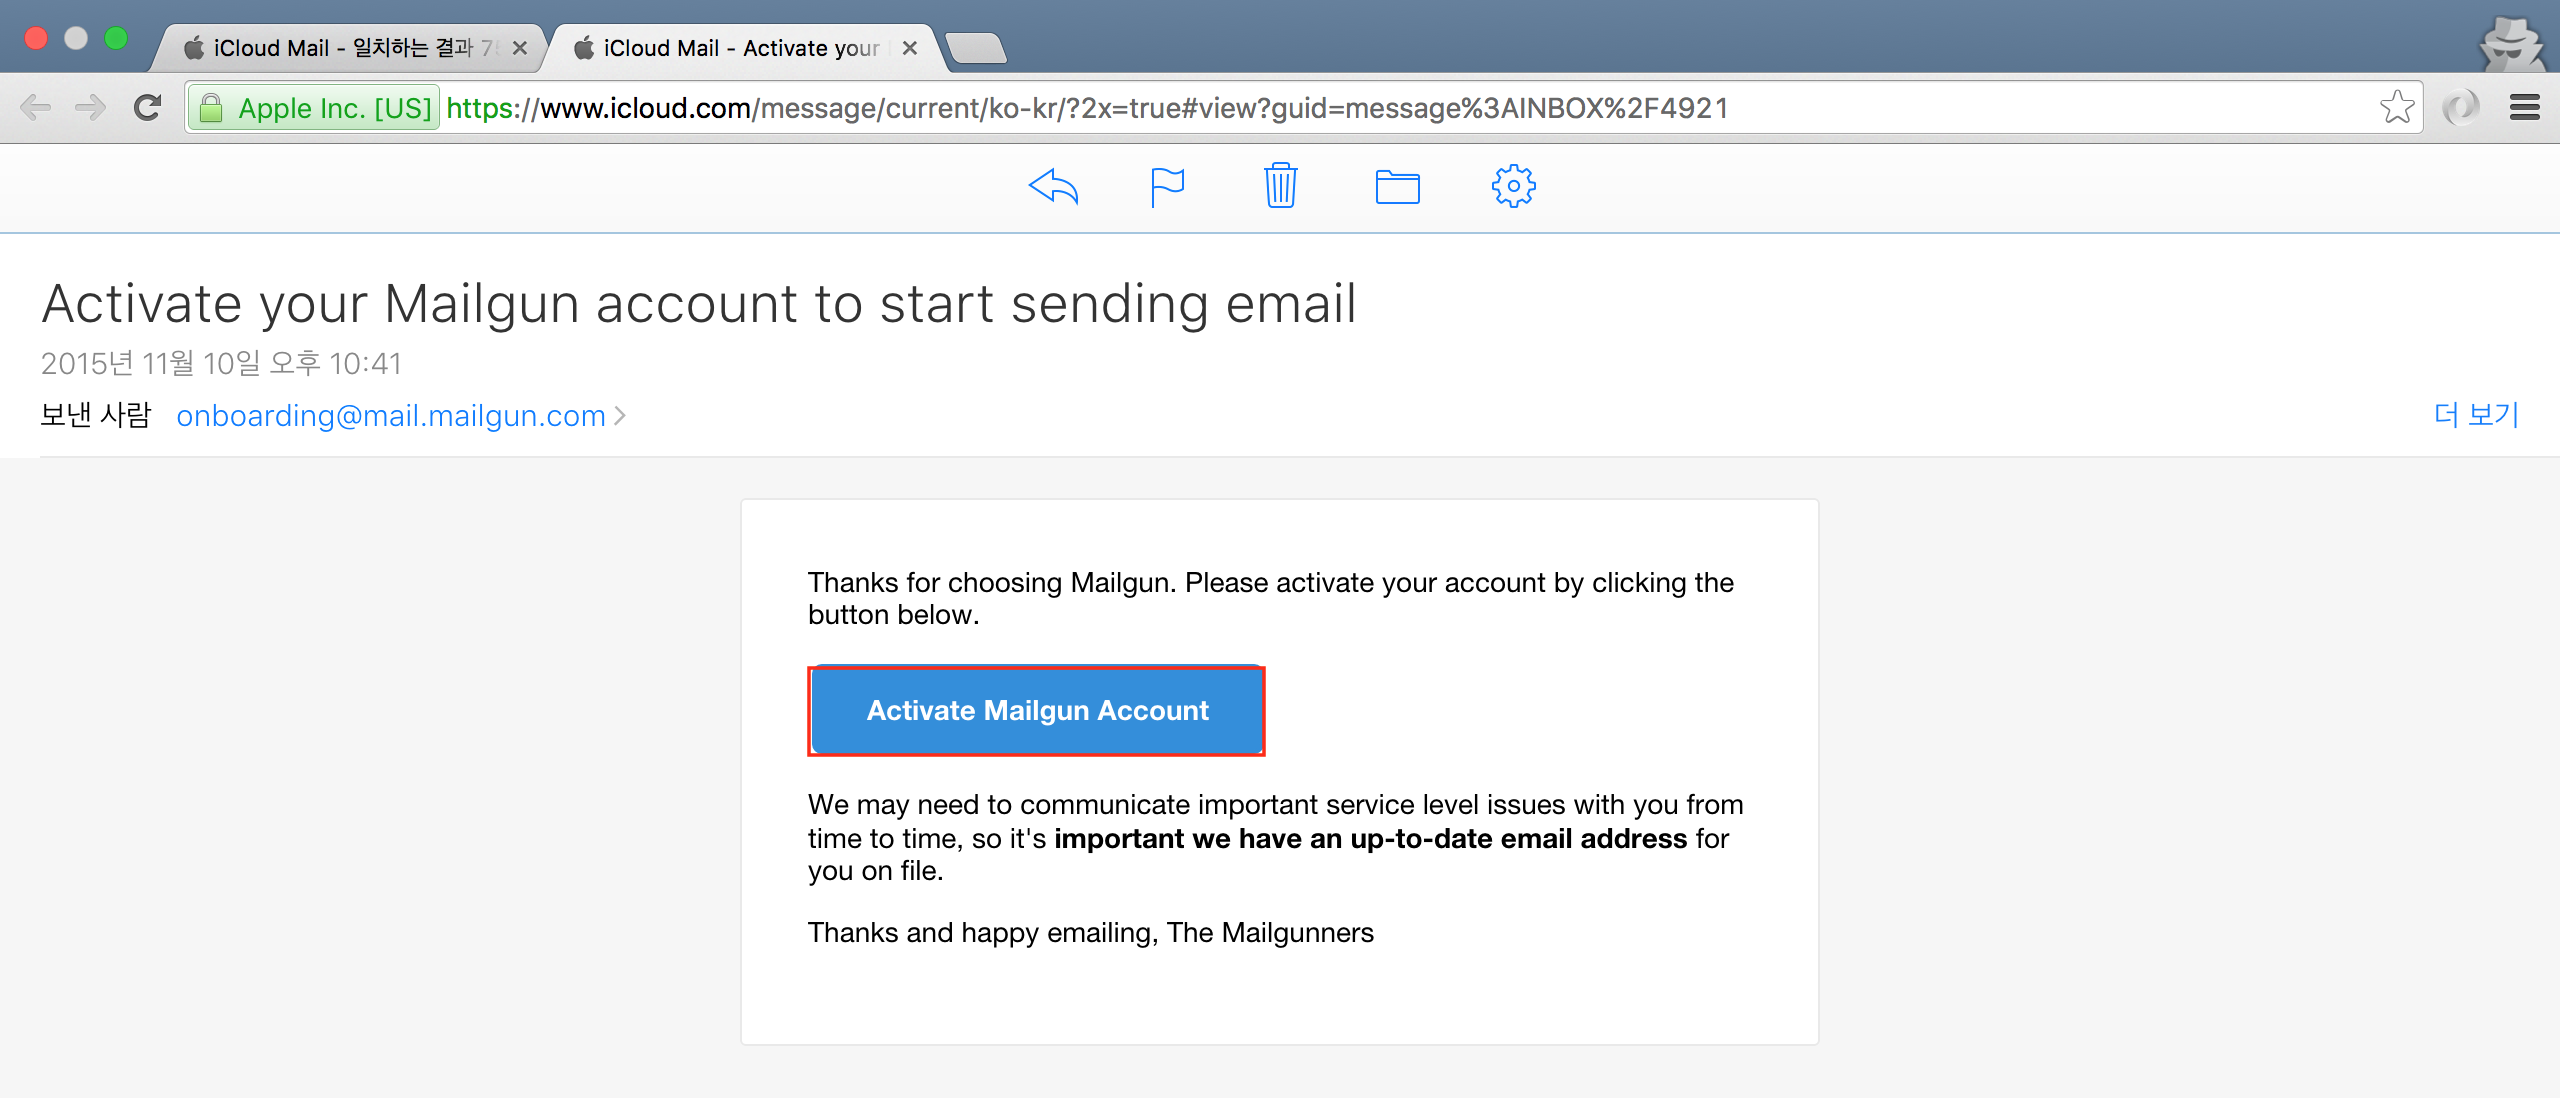 iCloud Mail - 일치하는 결과
iCloud Mail - Activate your
Apple Inc. [US] https://www.icloud.com/message/current/ko-kr/?2x=true#view?guid=message%3AINBOX%2F4921
Activate your Mailgun account to start sending email
2015년 11월 10일 오후 10:41
보낸 사람 onboarding@mail.mailgun.com
더 보기
Thanks for choosing Mailgun. Please activate your account by clicking the
button below.
Activate Mailgun Account
We may need to communicate important service level issues with you from
time to time, so it's important we have an up-to-date email address for
you on file.
Thanks and happy emailing, The Mailgunners